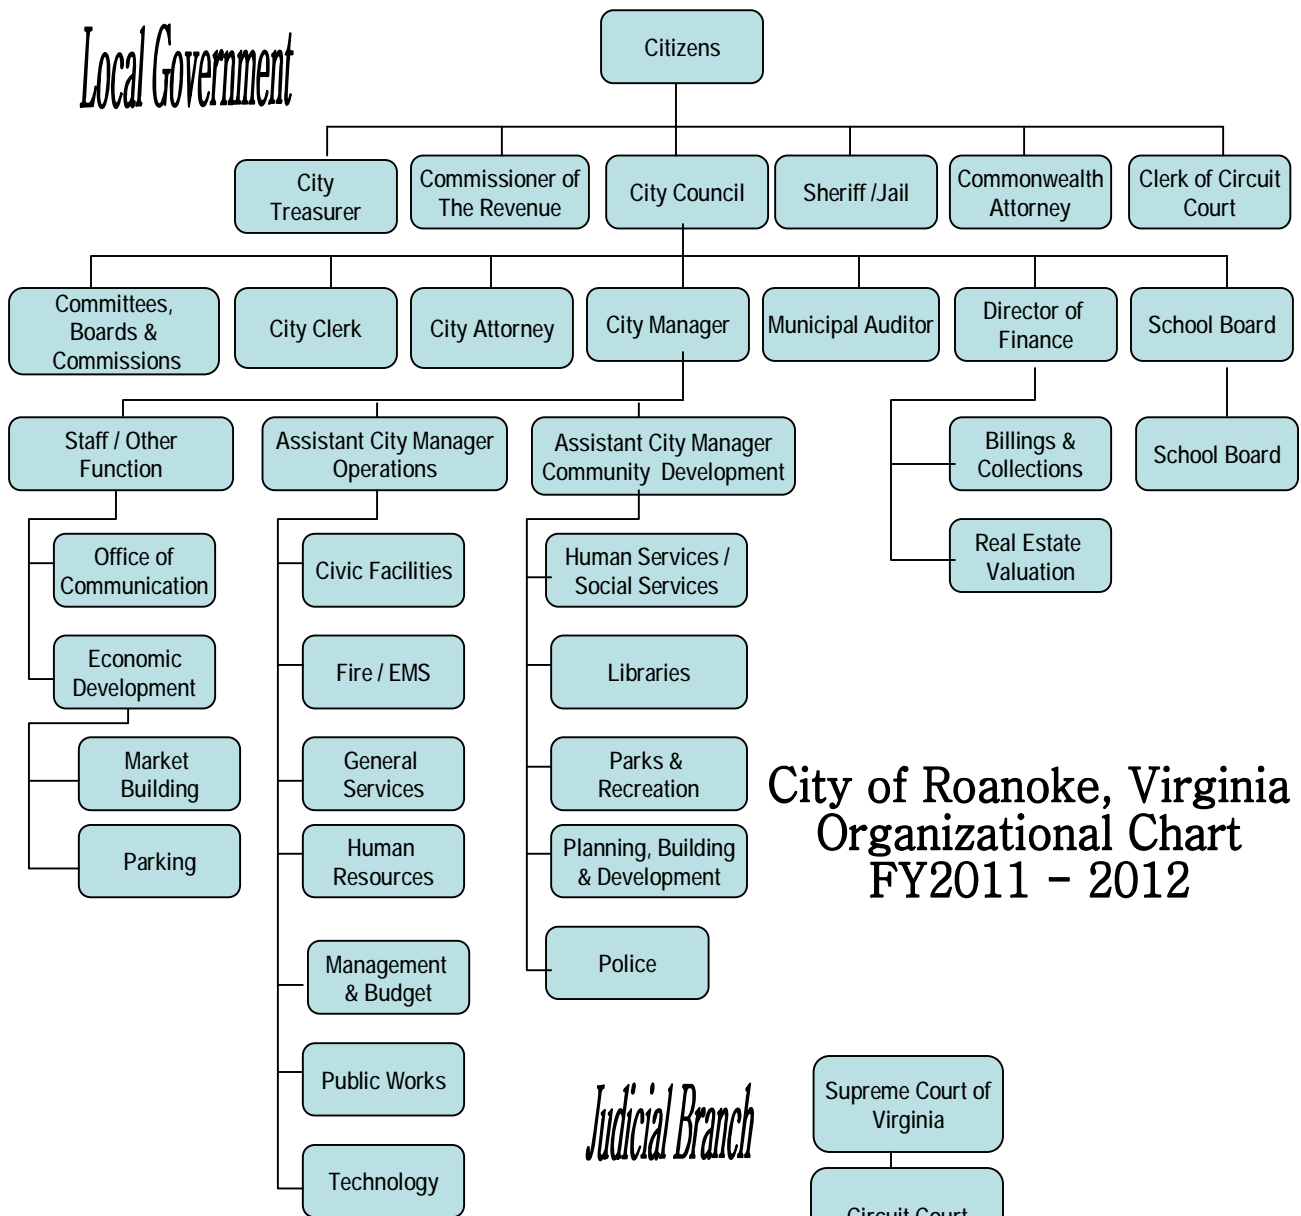 Local Government
Citizens
City
Treasurer
Commissioner of
The Revenue
City Council
Sheriff /Jail
Commonwealth
Attorney
Clerk of Circuit
Court
Committees,
Boards &
Commissions
City Clerk
City Attorney
City Manager
Municipal Auditor
Director of
Finance
School Board
Staff / Other
Function
Assistant City Manager
Operations
Assistant City Manager
Community Development
Billings &
Collections
School Board
Office of
Communication
Civic Facilities
Human Services /
Social Services
Real Estate
Valuation
Economic
Development
Fire / EMS
Libraries
Market
Building
General
Services
Parks &
Recreation
City of Roanoke, Virginia
Organizational Chart
FY2011 - 2012
Parking
Human
Resources
Planning, Building
& Development
Management
& Budget
Police
Public Works
Judicial Branch
Supreme Court of
Virginia
Technology
Circuit Court